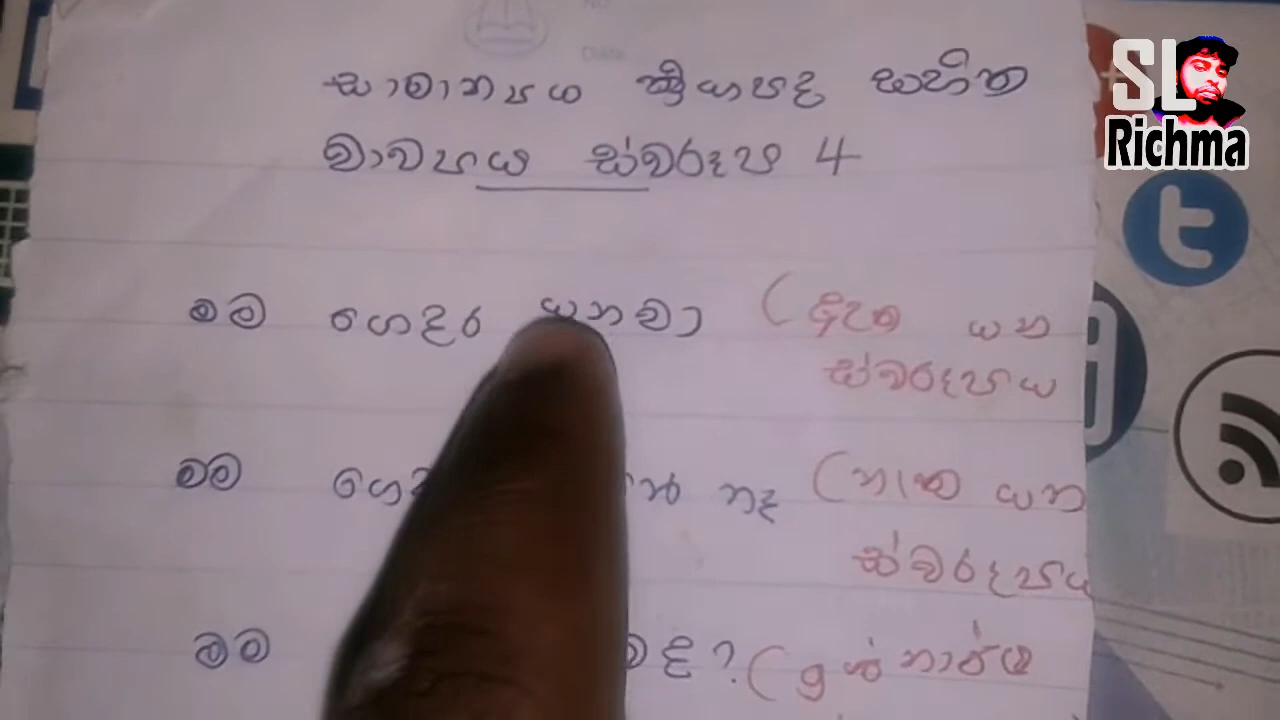 සාමාන්‍යය ක්‍රියාපද සහිත
වාච්‍යය ස්වරූප 4
මම ගෙදර යනවා (ඇත යන
ස්වරූපය
මම නෑ (නැත යන
ස්වරූපය
මම ද? (ප්‍රශ්නාර්ථ
SL
Richma